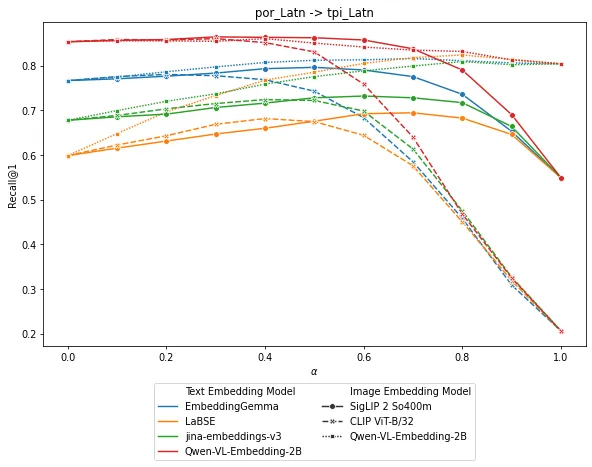 por_Latn -> tpi_Latn
Recall@1
0.8
0.7
0.6
0.5
0.4
0.3
0.2
0.0
0.2
0.4
0.6
0.8
1.0
α
Text Embedding Model
EmbeddingGemma
LaBSE
jina-embeddings-v3
Qwen-VL-Embedding-2B
Image Embedding Model
SigLIP 2 So400m
CLIP ViT-B/32
Qwen-VL-Embedding-2B